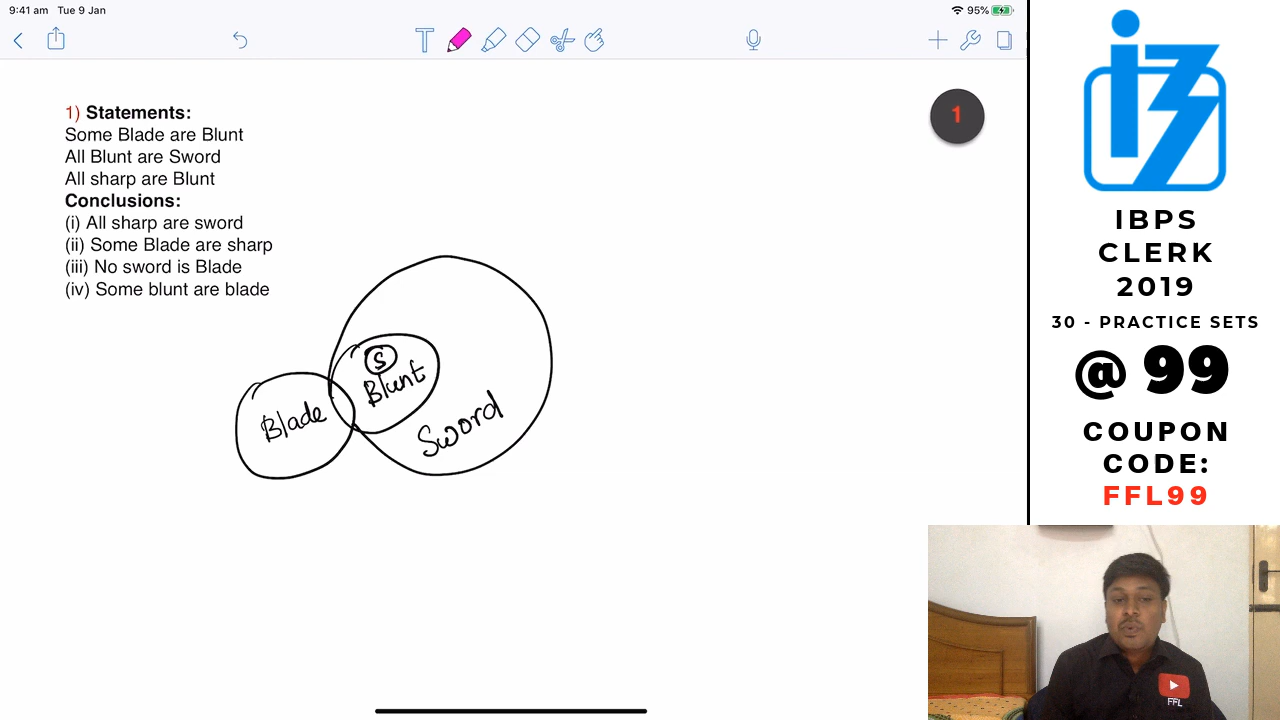 9:41 am Tue 9 Jan
95%
T
1) Statements:
Some Blade are Blunt
All Blunt are Sword
All sharp are Blunt
Conclusions:
(i) All sharp are sword
(ii) Some Blade are sharp
(iii) No sword is Blade
(iv) Some blunt are blade
1
S
Blunt
Blade
Sword
IBPS
CLERK
2019
30 - PRACTICE SETS
@ 99
COUPON
CODE:
FFL99
FFL